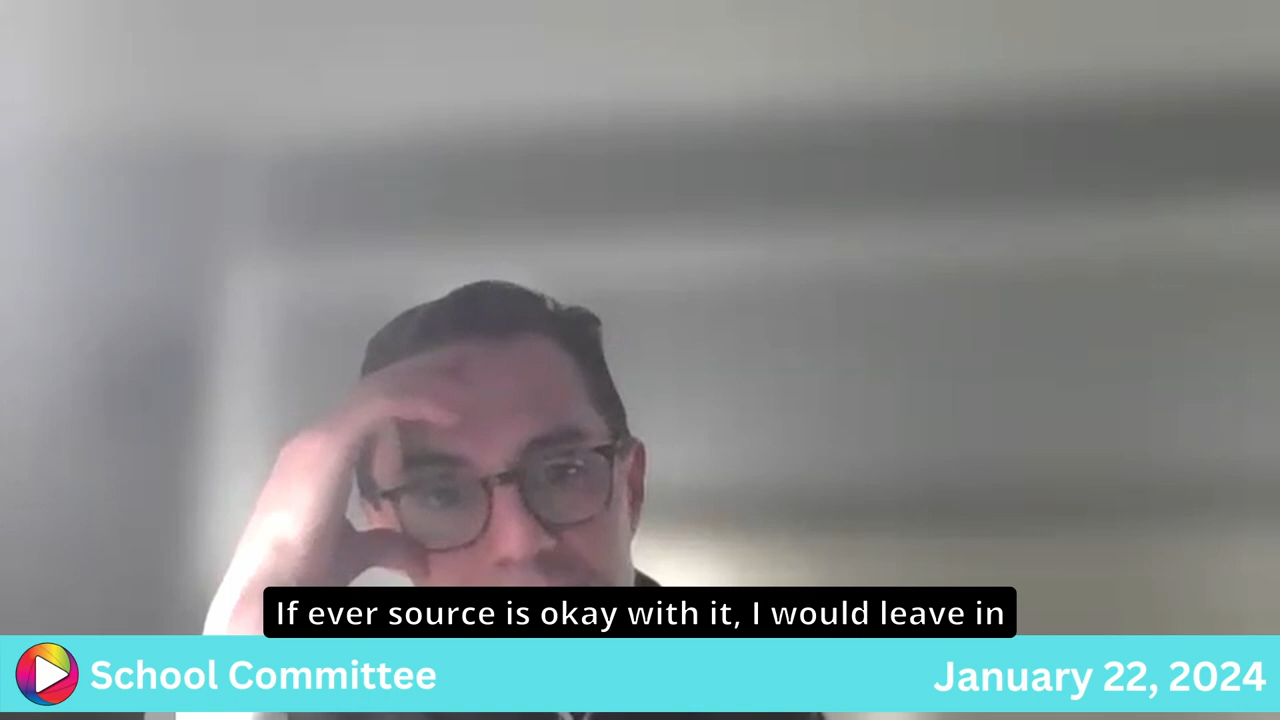 If ever source is okay with it, I would leave in
School Committee
January 22, 2024